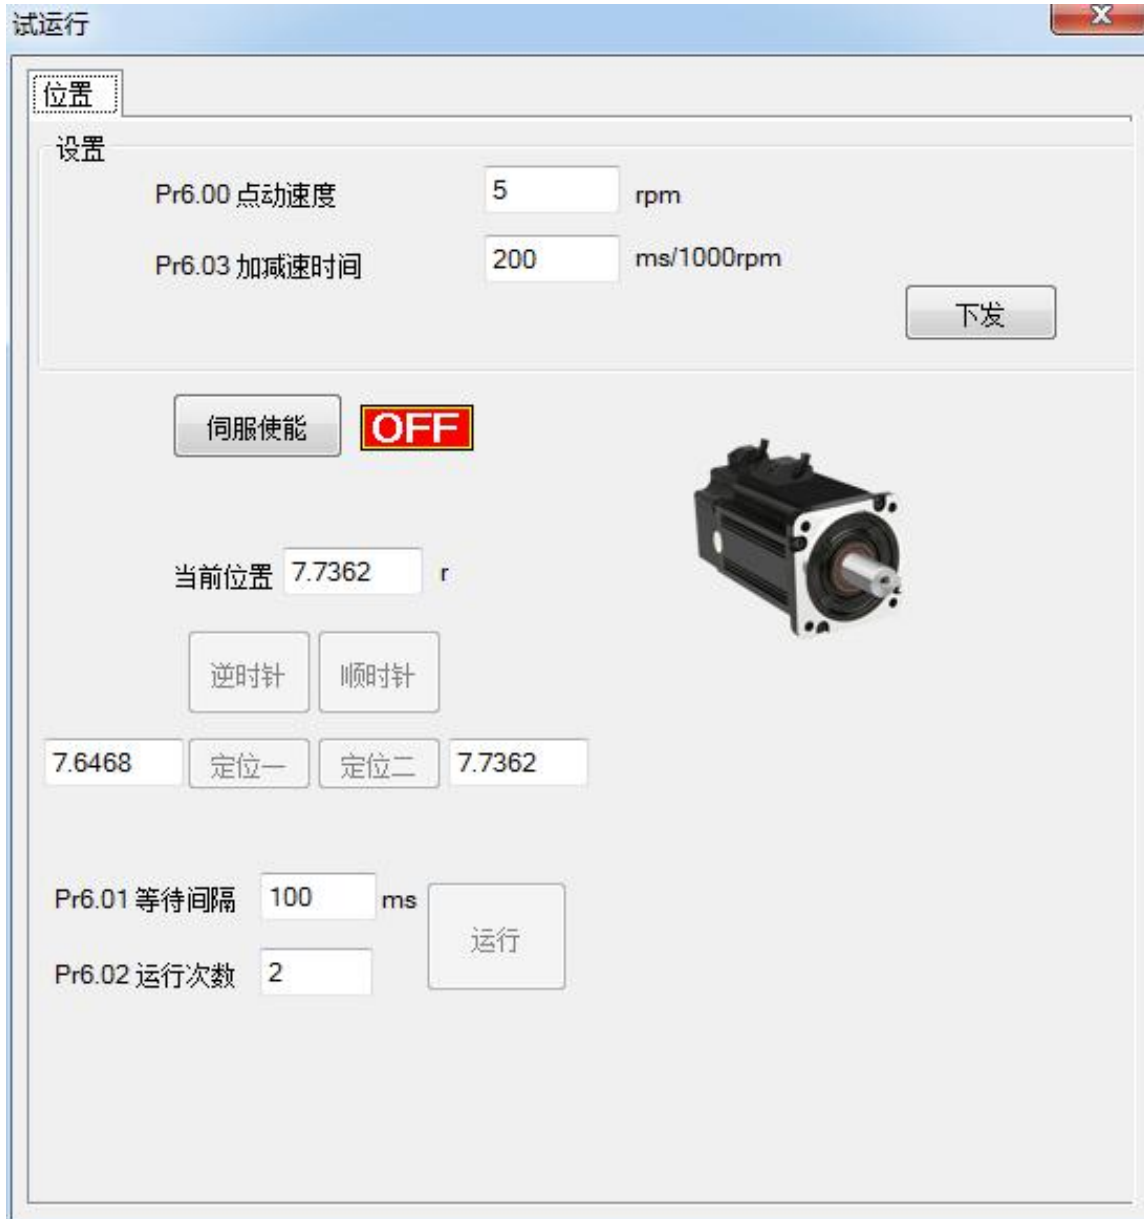 试运行
位置
设置
Pr6.00 点动速度 5 rpm
Pr6.03 加减速时间 200 ms/1000rpm
下发
伺服使能 OFF
当前位置 7.7362 r
逆时针 顺时针
7.6468 定位一 定位二 7.7362
Pr6.01 等待间隔 100 ms
运行
Pr6.02 运行次数 2